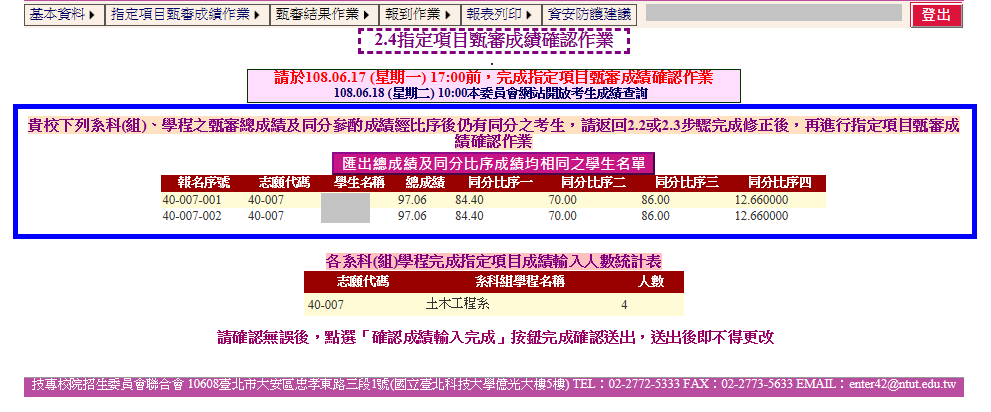 基本資料 指定項目甄審成績作業 甄審結果作業 報到作業 報表列印 資安防護建議 登出
2.4指定項目甄審成績確認作業
請於108.06.17 (星期一) 17:00前，完成指定項目甄審成績確認作業
108.06.18 (星期二) 10:00本委員會網站開放考生成績查詢
貴校下列系科(組)、學程之甄審總成績及同分參酌成績經比序後仍有同分之考生，請返回2.2或2.3步驟完成修正後，再進行指定項目甄審成
績確認作業
匯出總成績及同分比序成績均相同之學生名單
報名序號 志願代碼 學生名稱 總成績 同分比序一 同分比序二 同分比序三 同分比序四
40-007-001 40-007 97.06 84.40 70.00 86.00 12.660000
40-007-002 40-007 97.06 84.40 70.00 86.00 12.660000
各系科(組)學程完成指定項目成績輸入人數統計表
志願代碼 系科組學程名稱 人數
40-007 土木工程系 4
請確認無誤後，點選「確認成績輸入完成」按鈕完成確認送出，送出後即不得更改
技專校院招生委員會聯合會 10608臺北市大安區忠孝東路三段1號(國立臺北科技大學億光大樓5樓) TEL：02-2772-5333 FAX：02-2773-5633 EMAIL：enter42@ntut.edu.tw